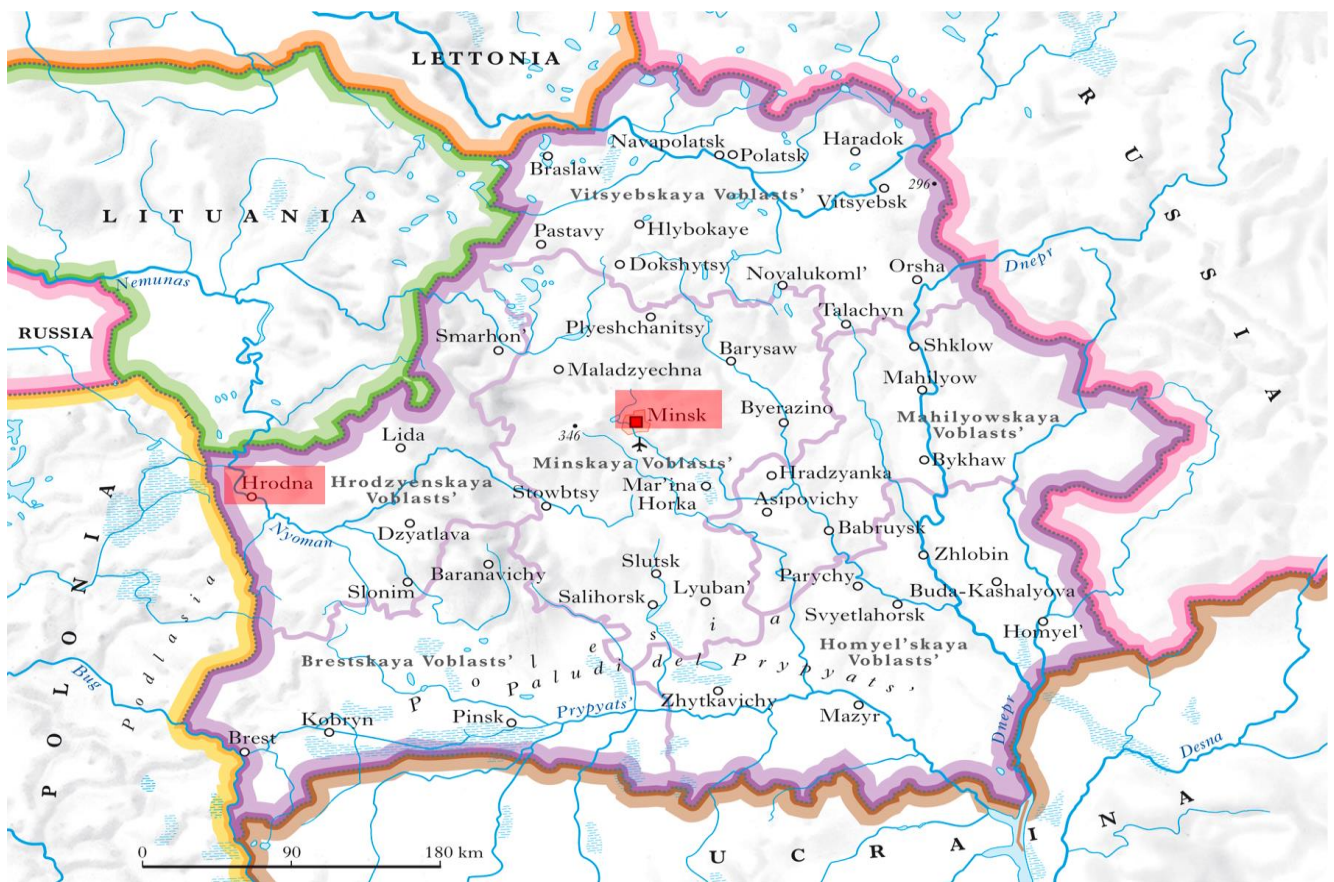 LETTONIA
RUSSIA
Navapolatsk
Polatsk
Haradok
Braslaw
Vitsyebskaya Voblasts'
Vitsyebsk
296
LITUANIA
Hlybokaye
Pastavy
Dokshytsy
Novalukoml'
Orsha
Dnepr
Nemunas
Talachyn
RUSSIA
Smarhon'
Plyeshchanitsy
Barysaw
Shklow
Maladzyechna
Mahilyow
Minsk
Byerazino
Mahilyowskaya
Voblasts'
346
Lida
Minskaya Voblasts'
Bykhaw
Hrodna
Hrodzyenskaya
Voblasts'
Stowbtsy
Mar'ina
Horka
Hradzyanka
Asipovichy
Nyoman
Dzyatlava
Babruysk
Zhlobin
POLONIA
Podlasia
Slonim
Baranavichy
Slutsk
Salihorsk
Lyuban'
Parychy
Buda-Kashalyova
Svyetlahorsk
Homyel'
Homyel'skaya
Voblasts'
Brestskaya Voblasts'
Polesia
Paludi del Prypyats'
Bug
Zhytkavichy
Prypyats'
Mazyr
Dnepr
Kobryn
Pinsk
Brest
Desna
UCRAINA
0 90 180 km